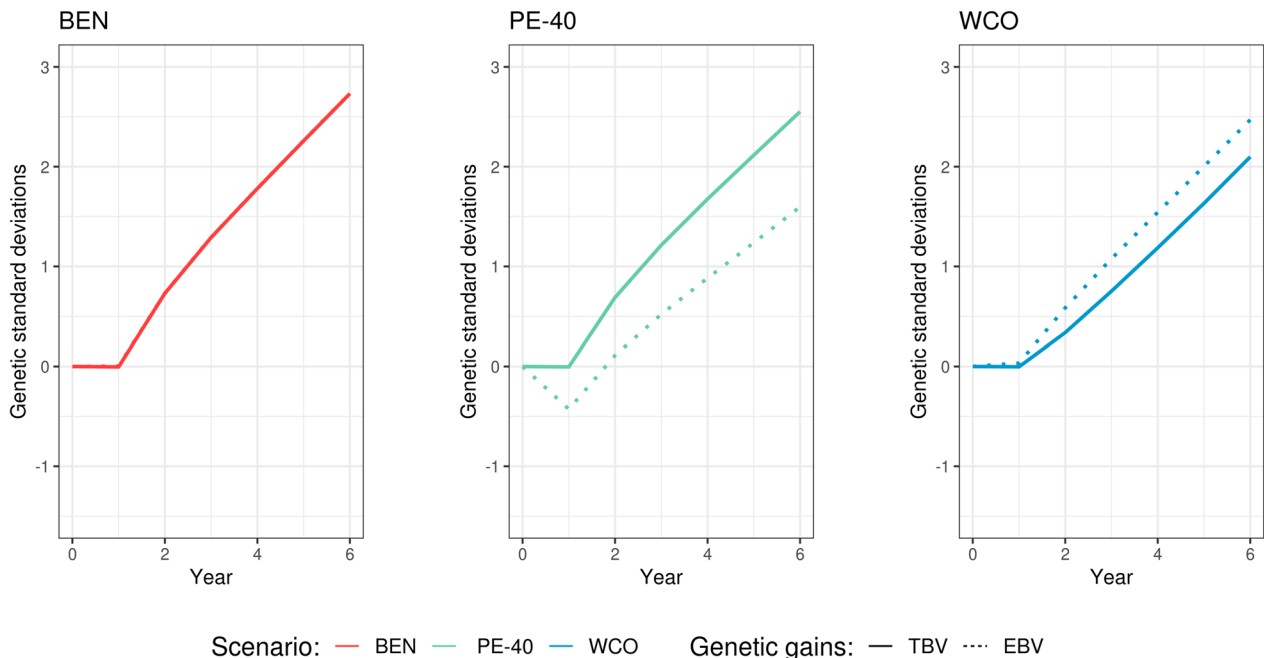 BEN
PE-40
WCO
Genetic standard deviations
3
2
1
0
-1
0 2 4 6
Year
Genetic standard deviations
3
2
1
0
-1
0 2 4 6
Year
Genetic standard deviations
3
2
1
0
-1
0 2 4 6
Year
Scenario: BEN PE-40 WCO Genetic gains: TBV EBV